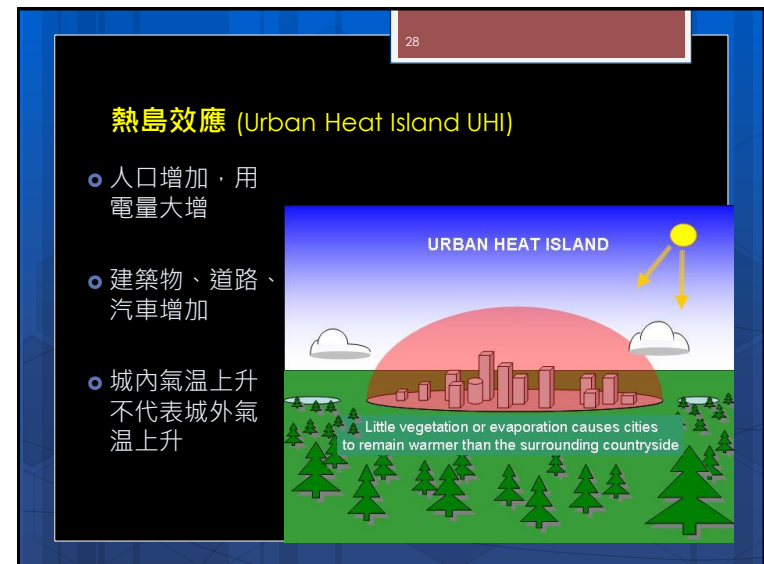 28
熱島效應 (Urban Heat Island UHI)
人口增加，用
電量大增
建築物、道路、
汽車增加
城內氣温上升
不代表城外氣
温上升
URBAN HEAT ISLAND
Little vegetation or evaporation causes cities
to remain warmer than the surrounding countryside